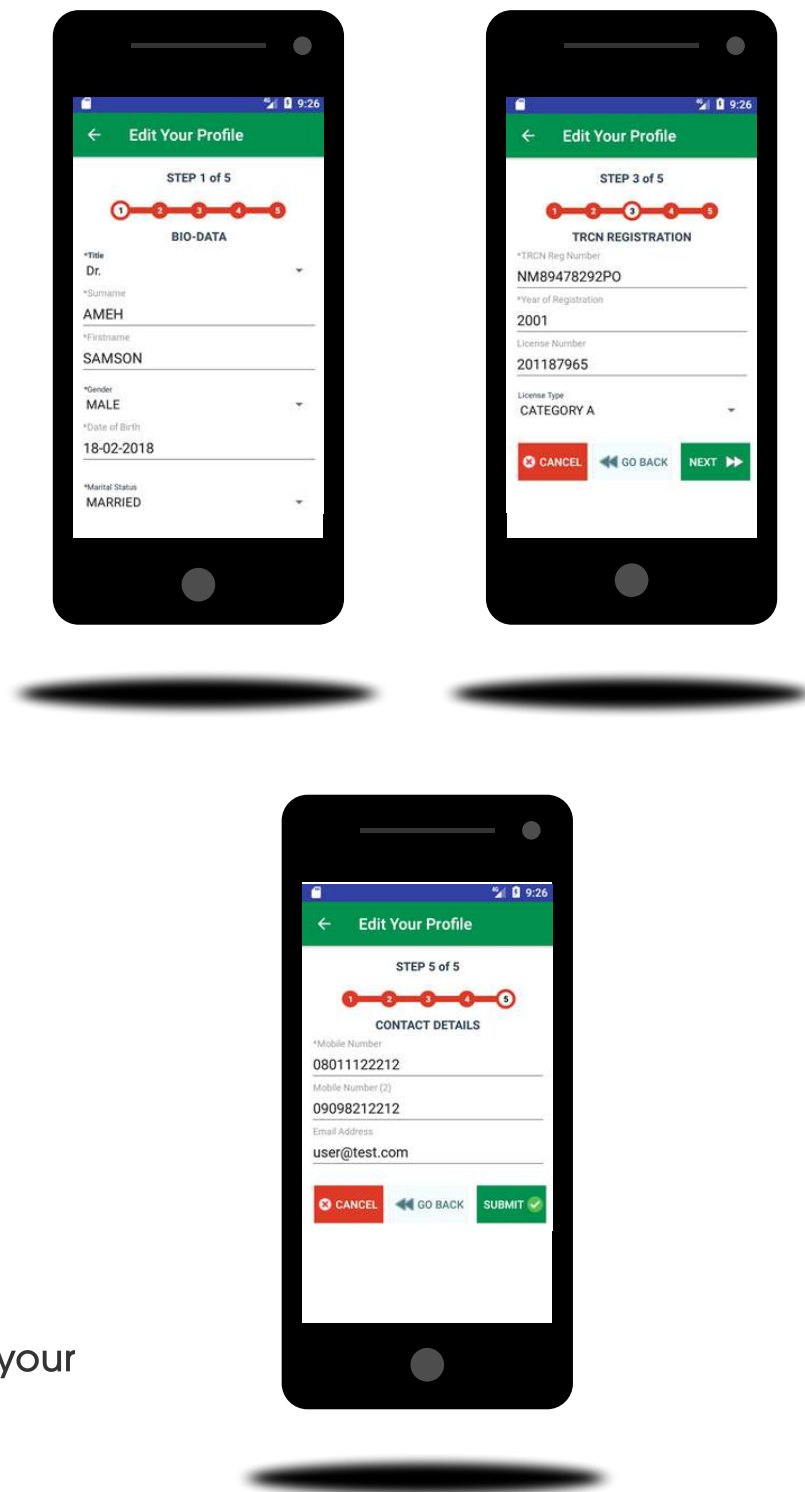 4G 9:26
Edit Your Profile
STEP 1 of 5
1 2 3 4 5
BIO-DATA
*Title
Dr.
*Surname
AMEH
*Firstname
SAMSON
*Gender
MALE
*Date of Birth
18-02-2018
*Marital Status
MARRIED
4G 9:26
Edit Your Profile
STEP 3 of 5
1 2 3 4 5
TRCN REGISTRATION
*TRCN Reg Number
NM89478292PO
*Year of Registration
2001
License Number
201187965
License Type
CATEGORY A
CANCEL GO BACK NEXT
4G 9:26
Edit Your Profile
STEP 5 of 5
1 2 3 4 5
CONTACT DETAILS
*Mobile Number
08011122212
Mobile Number (2)
09098212212
Email Address
user@test.com
CANCEL GO BACK SUBMIT
your